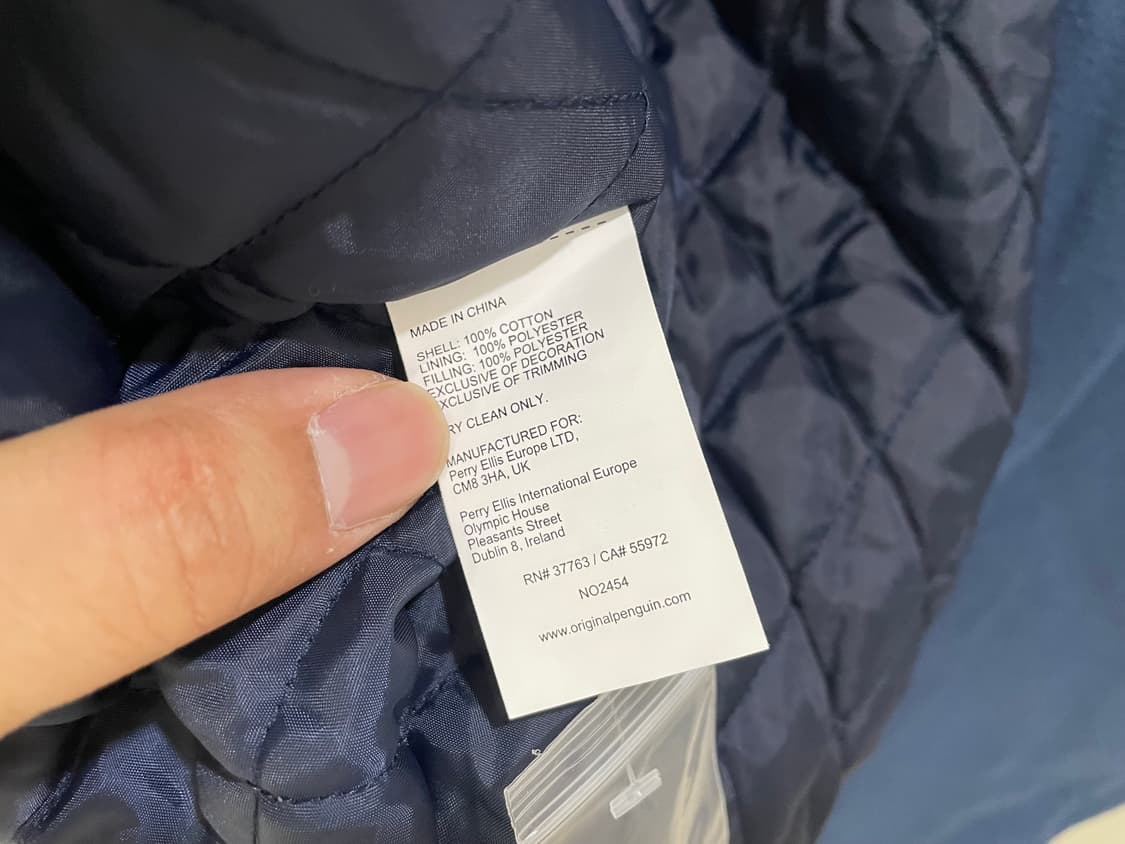 MADE IN CHINA
SHELL: 100% COTTON
LINING: 100% POLYESTER
FILLING: 100% POLYESTER
EXCLUSIVE OF DECORATION
XCLUSIVE OF TRIMMING
RY CLEAN ONLY.
MANUFACTURED FOR:
Perry Ellis Europe LTD,
CM8 3HA, UK
Perry Ellis International Europe
Olympic House
Pleasants Street
Dublin 8, Ireland
RN# 37763 / CA# 55972
NO2454
www.originalpenguin.com